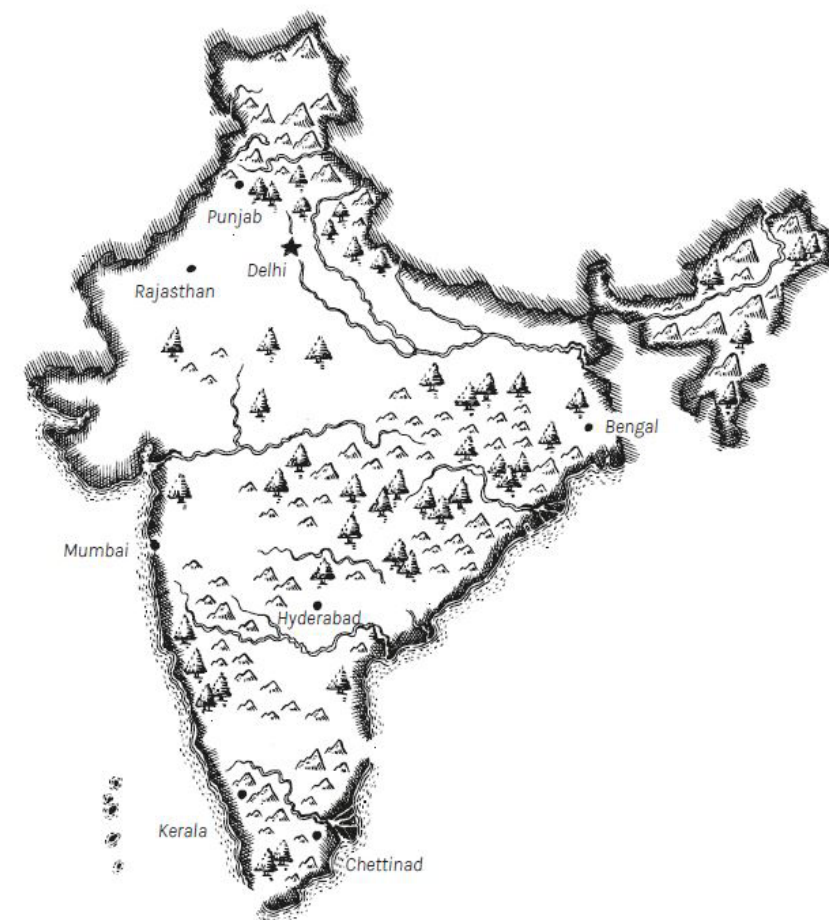 Punjab
Delhi
Rajasthan
Bengal
Mumbai
Hyderabad
Kerala
Chettinad